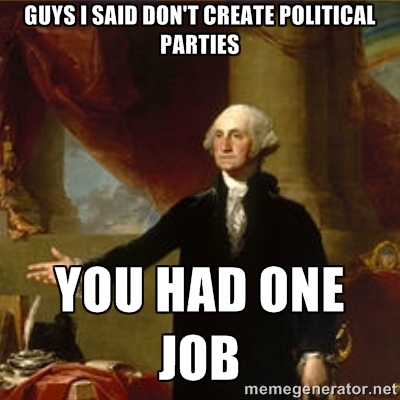 GUYS I SAID DON'T CREATE POLITICAL
PARTIES
YOU HAD ONE
JOB
memegenerator.net